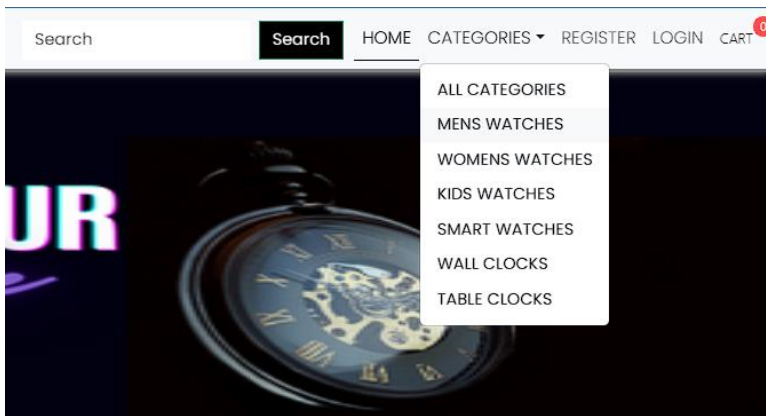 Search Search HOME CATEGORIES REGISTER LOGIN CART 0
ALL CATEGORIES
MENS WATCHES
WOMENS WATCHES
KIDS WATCHES
SMART WATCHES
WALL CLOCKS
TABLE CLOCKS
UR